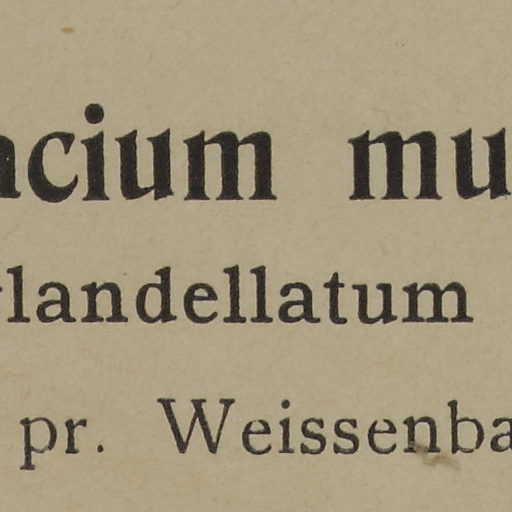 acium mu
landellatum
pr. Weissenba